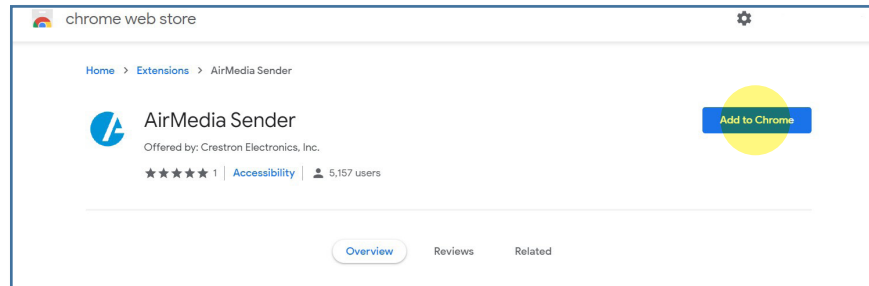 chrome web store
Home > Extensions > AirMedia Sender
AirMedia Sender
Add to Chrome
Offered by: Crestron Electronics, Inc.
★★★★★ 1 | Accessibility | 5,157 users
Overview Reviews Related